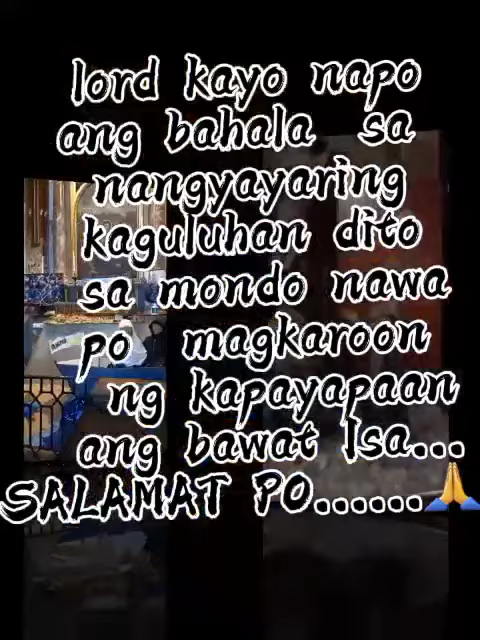 lord kayo napo
ang bahala sa
nangyayaring
kaguluhan dito
sa mondo nawa
po magkaroon
ng kapayapaan
ang bawat Isa...
SALAMAT PO......🙏